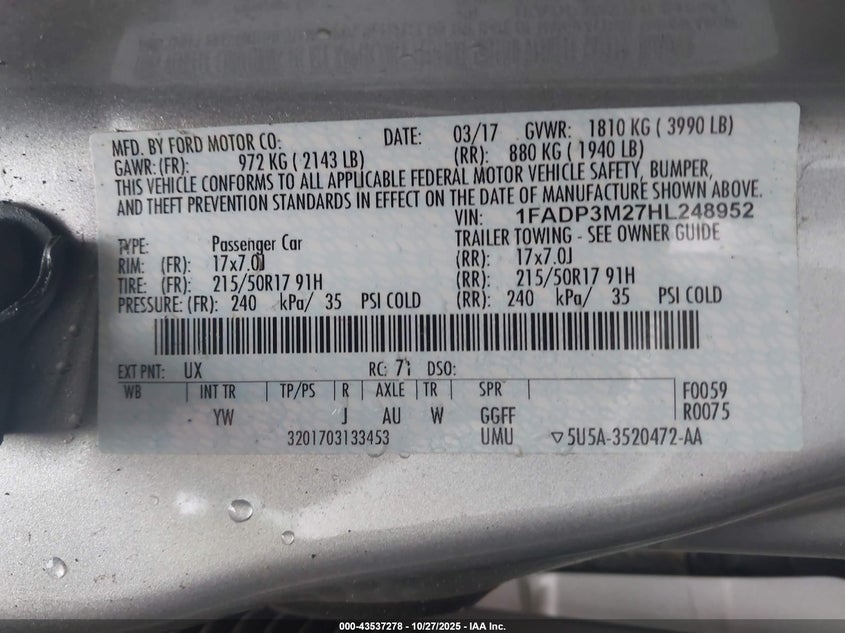 MFD. BY FORD MOTOR CO: DATE: 03/17 GVWR: 1810 KG ( 3990 LB)
GAWR: (FR): 972 KG ( 2143 LB) (RR): 880 KG ( 1940 LB)
THIS VEHICLE CONFORMS TO ALL APPLICABLE FEDERAL MOTOR VEHICLE SAFETY, BUMPER,
AND THEFT PREVENTION STANDARDS IN EFFECT ON THE DATE OF MANUFACTURE SHOWN ABOVE.
VIN: 1FADP3M27HL248952
TYPE: Passenger Car TRAILER TOWING - SEE OWNER GUIDE
RIM: (FR): 17x7.0J (RR): 17x7.0J
TIRE: (FR): 215/50R17 91H (RR): 215/50R17 91H
PRESSURE: (FR): 240 kPa/ 35 PSI COLD (RR): 240 kPa/ 35 PSI COLD
EXT PNT: UX RC: 71 DSO:
WB INT TR TP/PS R AXLE TR SPR F0059
YW J AU W GGFF R0075
3201703133453 UMU ▽5U5A-3520472-AA
000-43537278 - 10/27/2025 - IAA Inc.